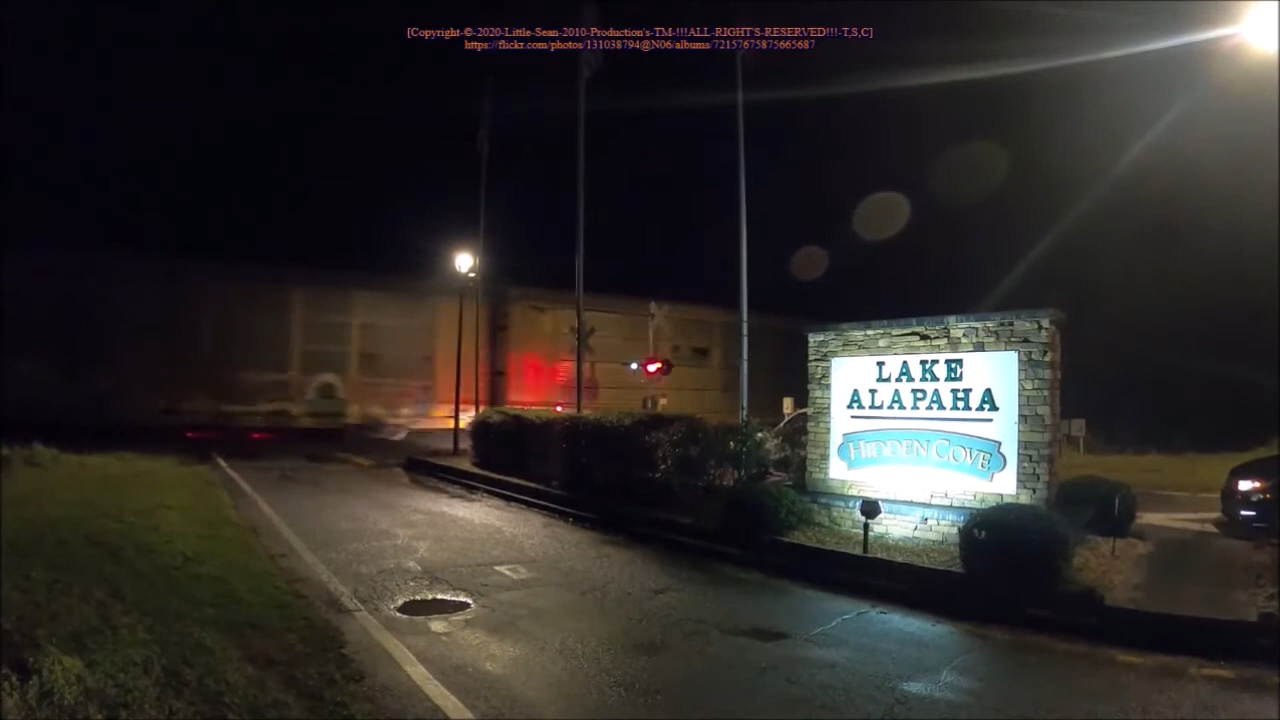 [Copyright-©-2020-Little-Sean-2010-Production's-TM-!!!ALL-RIGHT'S-RESERVED!!!-T,S,C]
https://flickr.com/photos/131038794@N06/albums/72157675875665687
LAKE
ALAPAHA
HIDDEN COVE